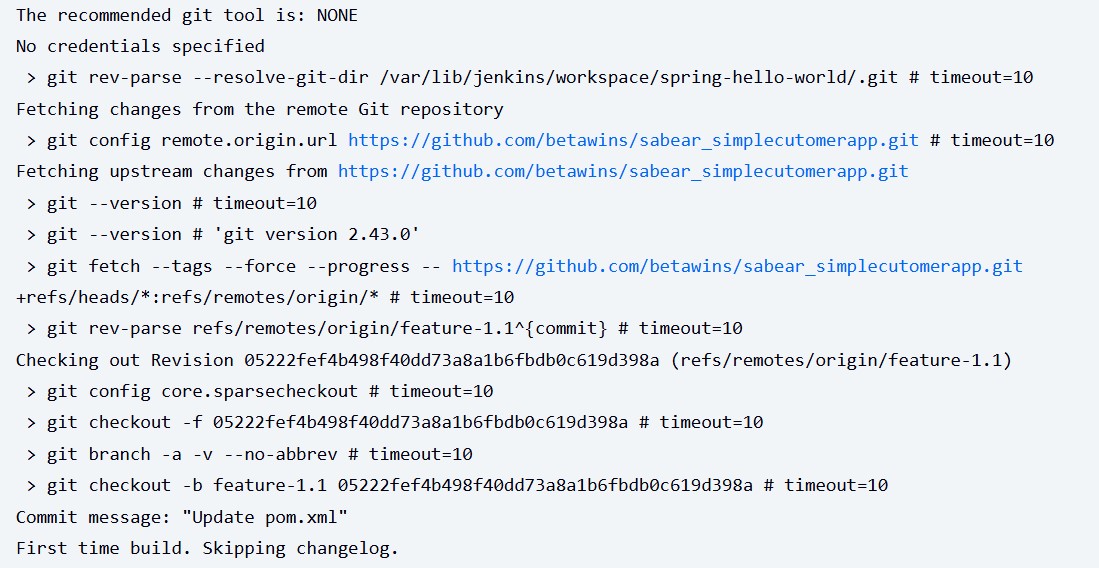 The recommended git tool is: NONE
No credentials specified
 > git rev-parse --resolve-git-dir /var/lib/jenkins/workspace/spring-hello-world/.git # timeout=10
Fetching changes from the remote Git repository
 > git config remote.origin.url https://github.com/betawins/sabear_simplecutomerapp.git # timeout=10
Fetching upstream changes from https://github.com/betawins/sabear_simplecutomerapp.git
 > git --version # timeout=10
 > git --version # 'git version 2.43.0'
 > git fetch --tags --force --progress -- https://github.com/betawins/sabear_simplecutomerapp.git
+refs/heads/*:refs/remotes/origin/* # timeout=10
 > git rev-parse refs/remotes/origin/feature-1.1^{commit} # timeout=10
Checking out Revision 05222fef4b498f40dd73a8a1b6fbdb0c619d398a (refs/remotes/origin/feature-1.1)
 > git config core.sparsecheckout # timeout=10
 > git checkout -f 05222fef4b498f40dd73a8a1b6fbdb0c619d398a # timeout=10
 > git branch -a -v --no-abbrev # timeout=10
 > git checkout -b feature-1.1 05222fef4b498f40dd73a8a1b6fbdb0c619d398a # timeout=10
Commit message: "Update pom.xml"
First time build. Skipping changelog.